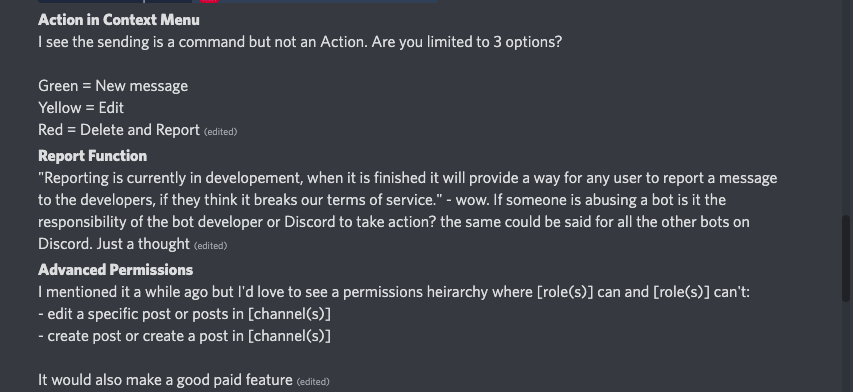 Action in Context Menu
I see the sending is a command but not an Action. Are you limited to 3 options?
Green = New message
Yellow = Edit
Red = Delete and Report (edited)
Report Function
"Reporting is currently in developement, when it is finished it will provide a way for any user to report a message
to the developers, if they think it breaks our terms of service." - wow. If someone is abusing a bot is it the
responsibility of the bot developer or Discord to take action? the same could be said for all the other bots on
Discord. Just a thought (edited)
Advanced Permissions
I mentioned it a while ago but I'd love to see a permissions heirarchy where [role(s)] can and [role(s)] can't:
- edit a specific post or posts in [channel(s)]
- create post or create a post in [channel(s)]
It would also make a good paid feature (edited)